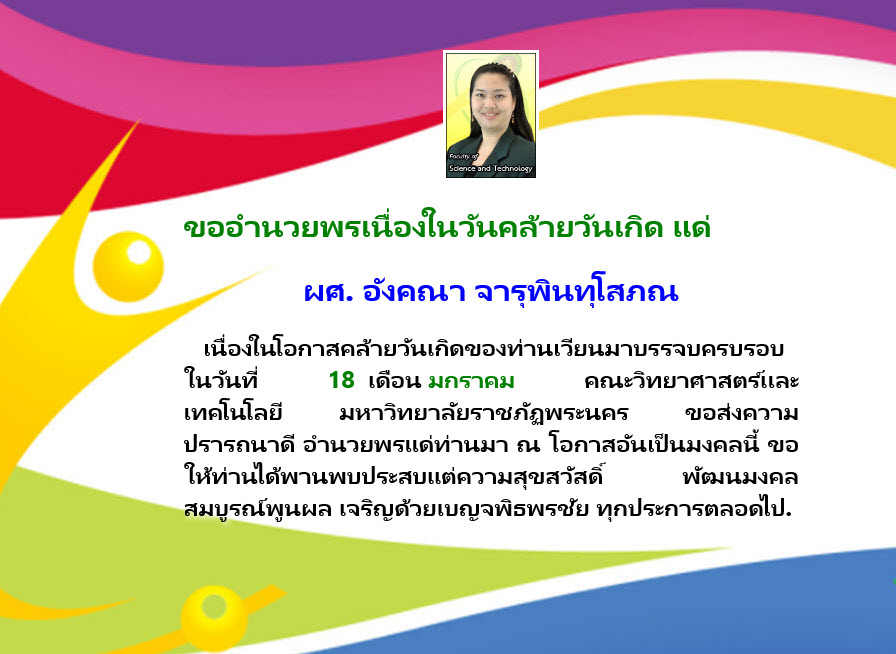 Faculty of
Science and Technology
ขออำนวยพรเนื่องในวันคล้ายวันเกิด แด่
ผศ. อังคณา จารุพินทุโสภณ
เนื่องในโอกาสคล้ายวันเกิดของท่านเวียนมาบรรจบครบรอบ
ในวันที่ 18 เดือน มกราคม คณะวิทยาศาสตร์และ
เทคโนโลยี มหาวิทยาลัยราชภัฏพระนคร ขอส่งความ
ปรารถนาดี อำนวยพรแด่ท่านมา ณ โอกาสอันเป็นมงคลนี้ ขอ
ให้ท่านได้พานพบประสบแต่ความสุขสวัสดิ์ พัฒนมงคล
สมบูรณ์พูนผล เจริญด้วยเบญจพิธพรชัย ทุกประการตลอดไป.